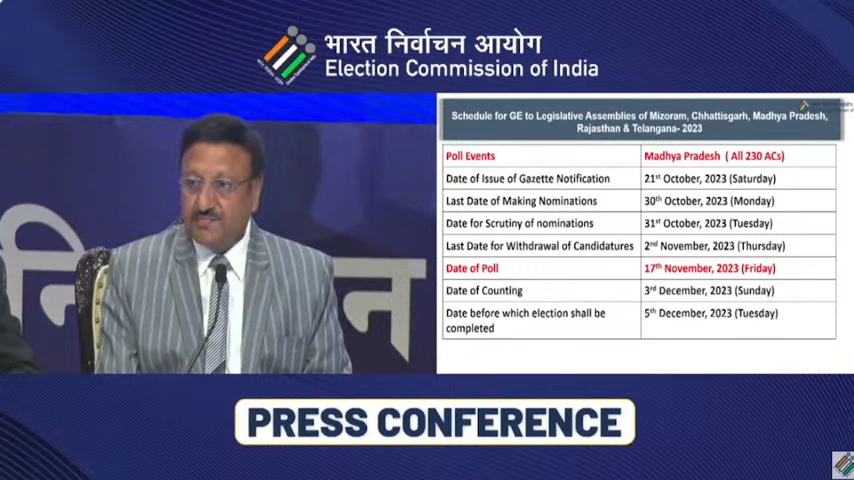 भारत निर्वाचन आयोग
Election Commission of India
Schedule for GE to Legislative Assemblies of Mizoram, Chhattisgarh, Madhya Pradesh,
Rajasthan & Telangana- 2023
Poll Events Madhya Pradesh ( All 230 ACs)
Date of Issue of Gazette Notification 21st October, 2023 (Saturday)
Last Date of Making Nominations 30th October, 2023 (Monday)
Date for Scrutiny of nominations 31st October, 2023 (Tuesday)
Last Date for Withdrawal of Candidatures 2nd November, 2023 (Thursday)
Date of Poll 17th November, 2023 (Friday)
Date of Counting 3rd December, 2023 (Sunday)
Date before which election shall be
completed 5th December, 2023 (Tuesday)
PRESS CONFERENCE